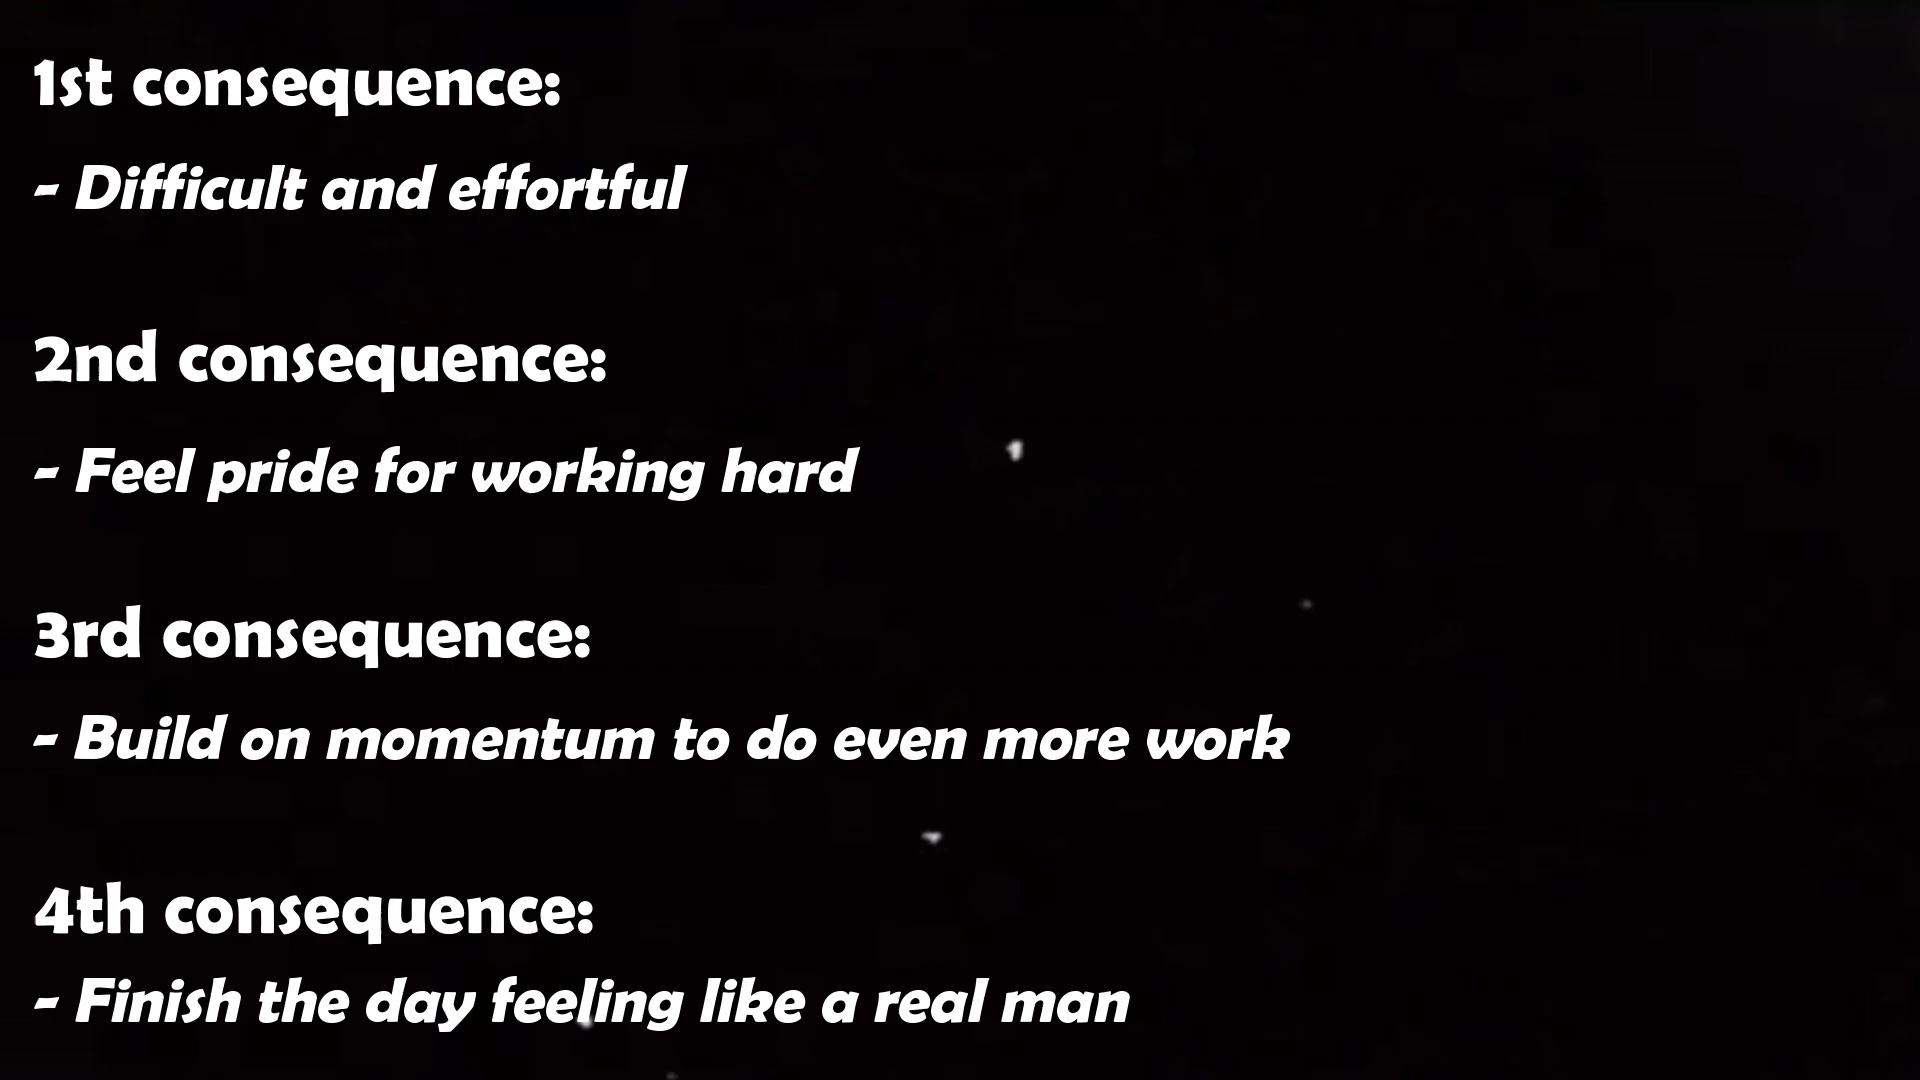 1st consequence:
- Difficult and effortful
2nd consequence:
- Feel pride for working hard
3rd consequence:
- Build on momentum to do even more work
4th consequence:
- Finish the day feeling like a real man